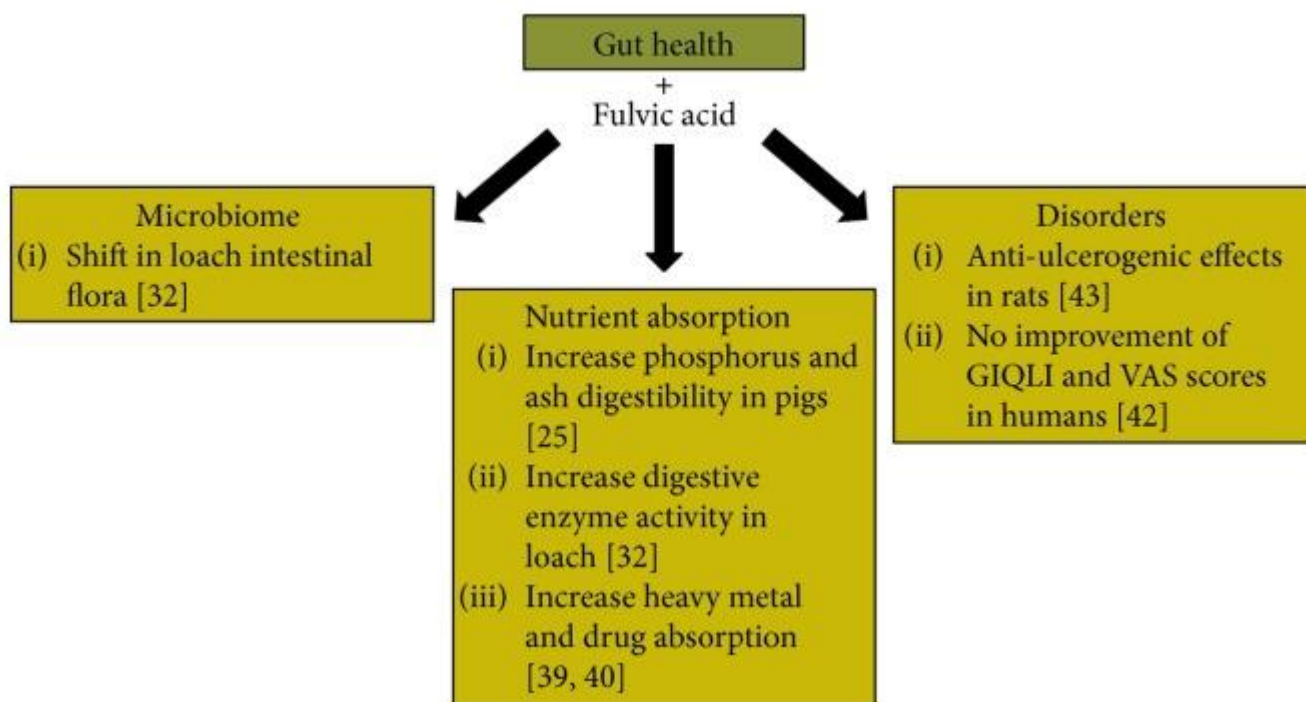 Gut health
+
Fulvic acid
Microbiome
(i) Shift in loach intestinal
flora [32]
Nutrient absorption
(i) Increase phosphorus and
ash digestibility in pigs
[25]
(ii) Increase digestive
enzyme activity in
loach [32]
(iii) Increase heavy metal
and drug absorption
[39, 40]
Disorders
(i) Anti-ulcerogenic effects
in rats [43]
(ii) No improvement of
GIQLI and VAS scores
in humans [42]